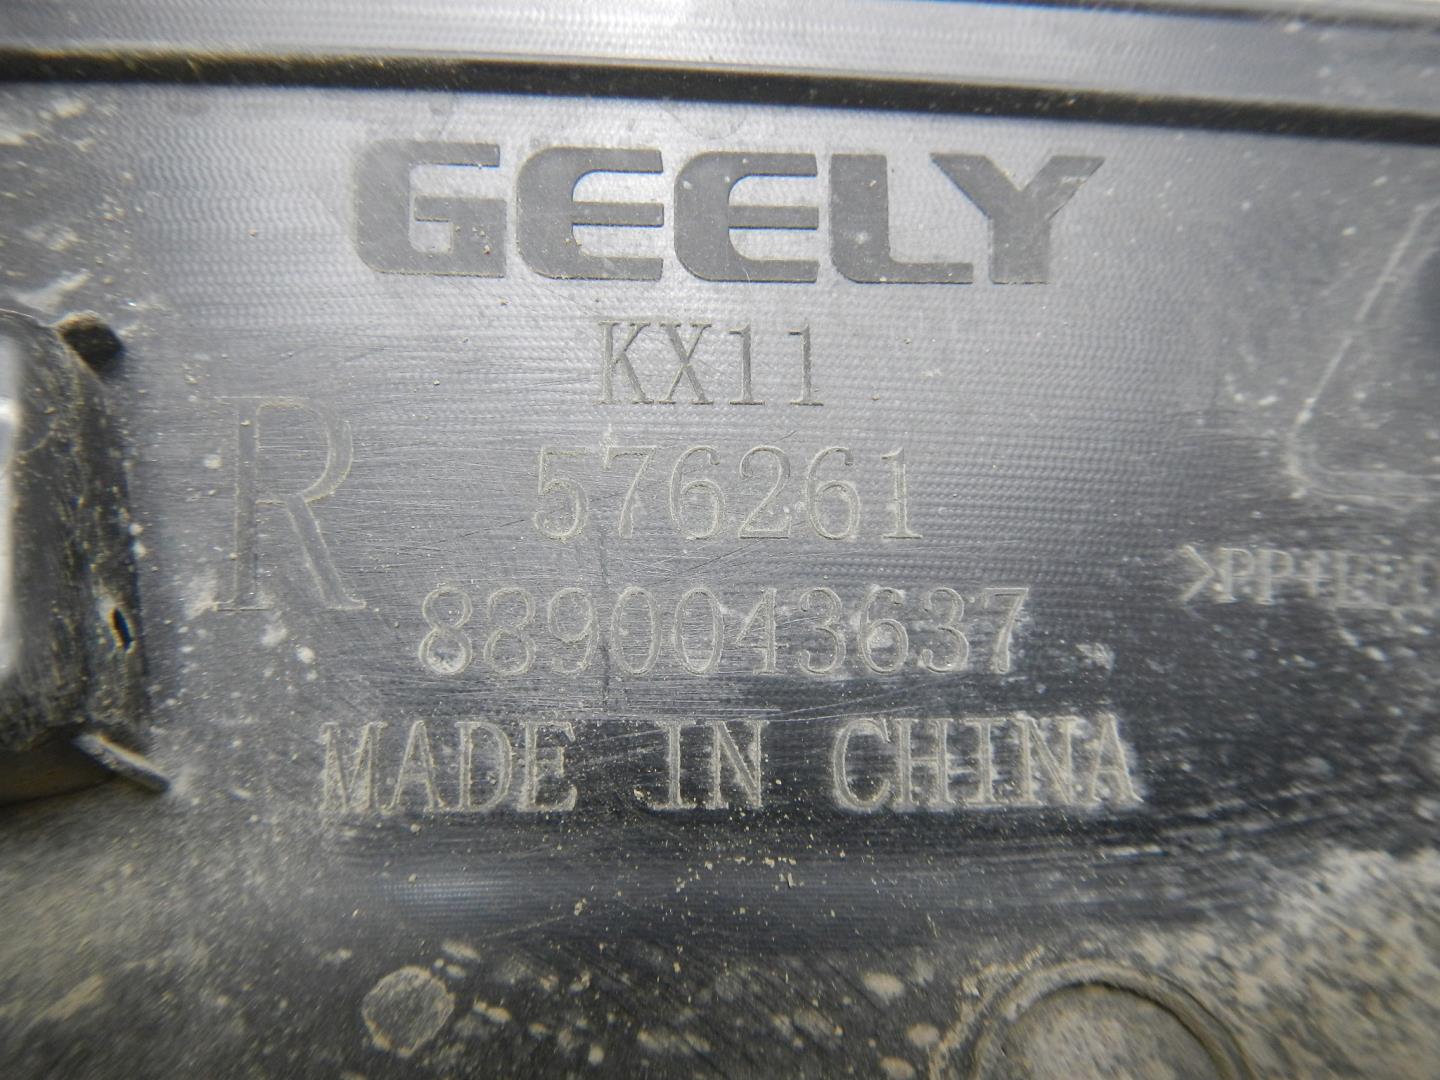 GEELY
KX11
R
576261
8890043637
MADE IN CHINA